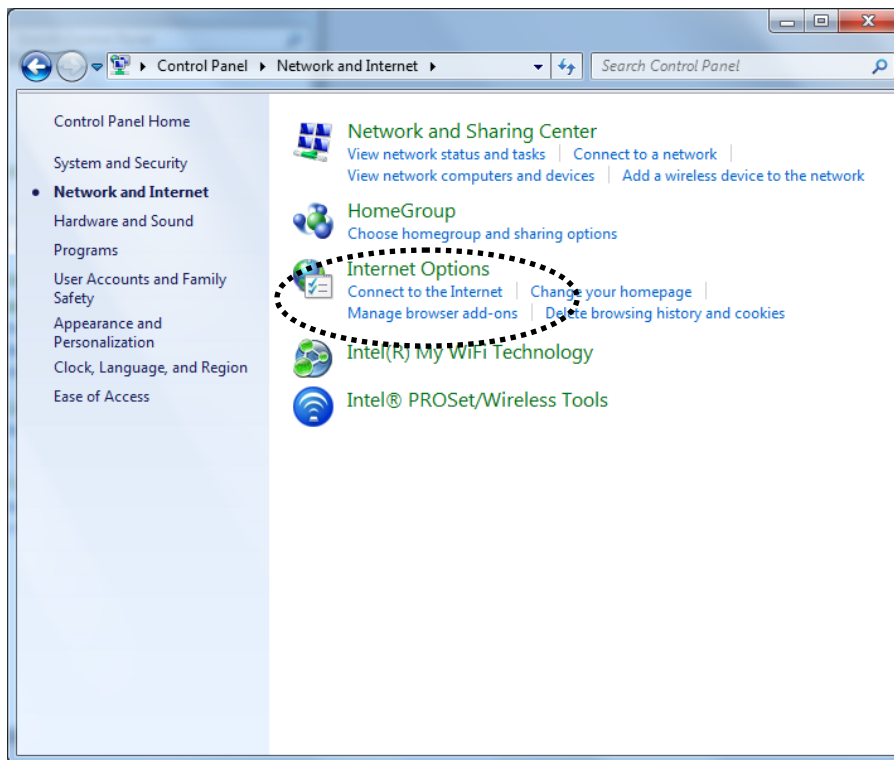 Control Panel Network and Internet Search Control Panel
Control Panel Home
System and Security
Network and Internet
Hardware and Sound
Programs
User Accounts and Family
Safety
Appearance and
Personalization
Clock, Language, and Region
Ease of Access
Network and Sharing Center
View network status and tasks Connect to a network
View network computers and devices Add a wireless device to the network
HomeGroup
Choose homegroup and sharing options
Internet Options
Connect to the Internet Change your homepage
Manage browser add-ons Delete browsing history and cookies
Intel(R) My WiFi Technology
Intel® PROSet/Wireless Tools